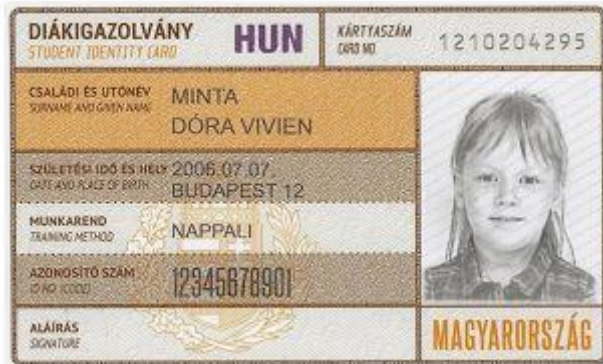 DIÁKIGAZOLVÁNY
STUDENT IDENTITY CARD
HUN
KÁRTYASZÁM
CARD NO.
1210204295
CSALÁDI ÉS UTÓNÉV
SURNAME AND GIVEN NAME
MINTA
DÓRA VIVIEN
SZÜLETÉSI IDŐ ÉS HELY
DATE AND PLACE OF BIRTH
2006.07.07.
BUDAPEST 12
MUNKAREND
TRAINING METHOD
NAPPALI
AZONOSÍTÓ SZÁM
ID NO. (CODE)
12345678901
ALÁÍRÁS
SIGNATURE
MAGYARORSZÁG